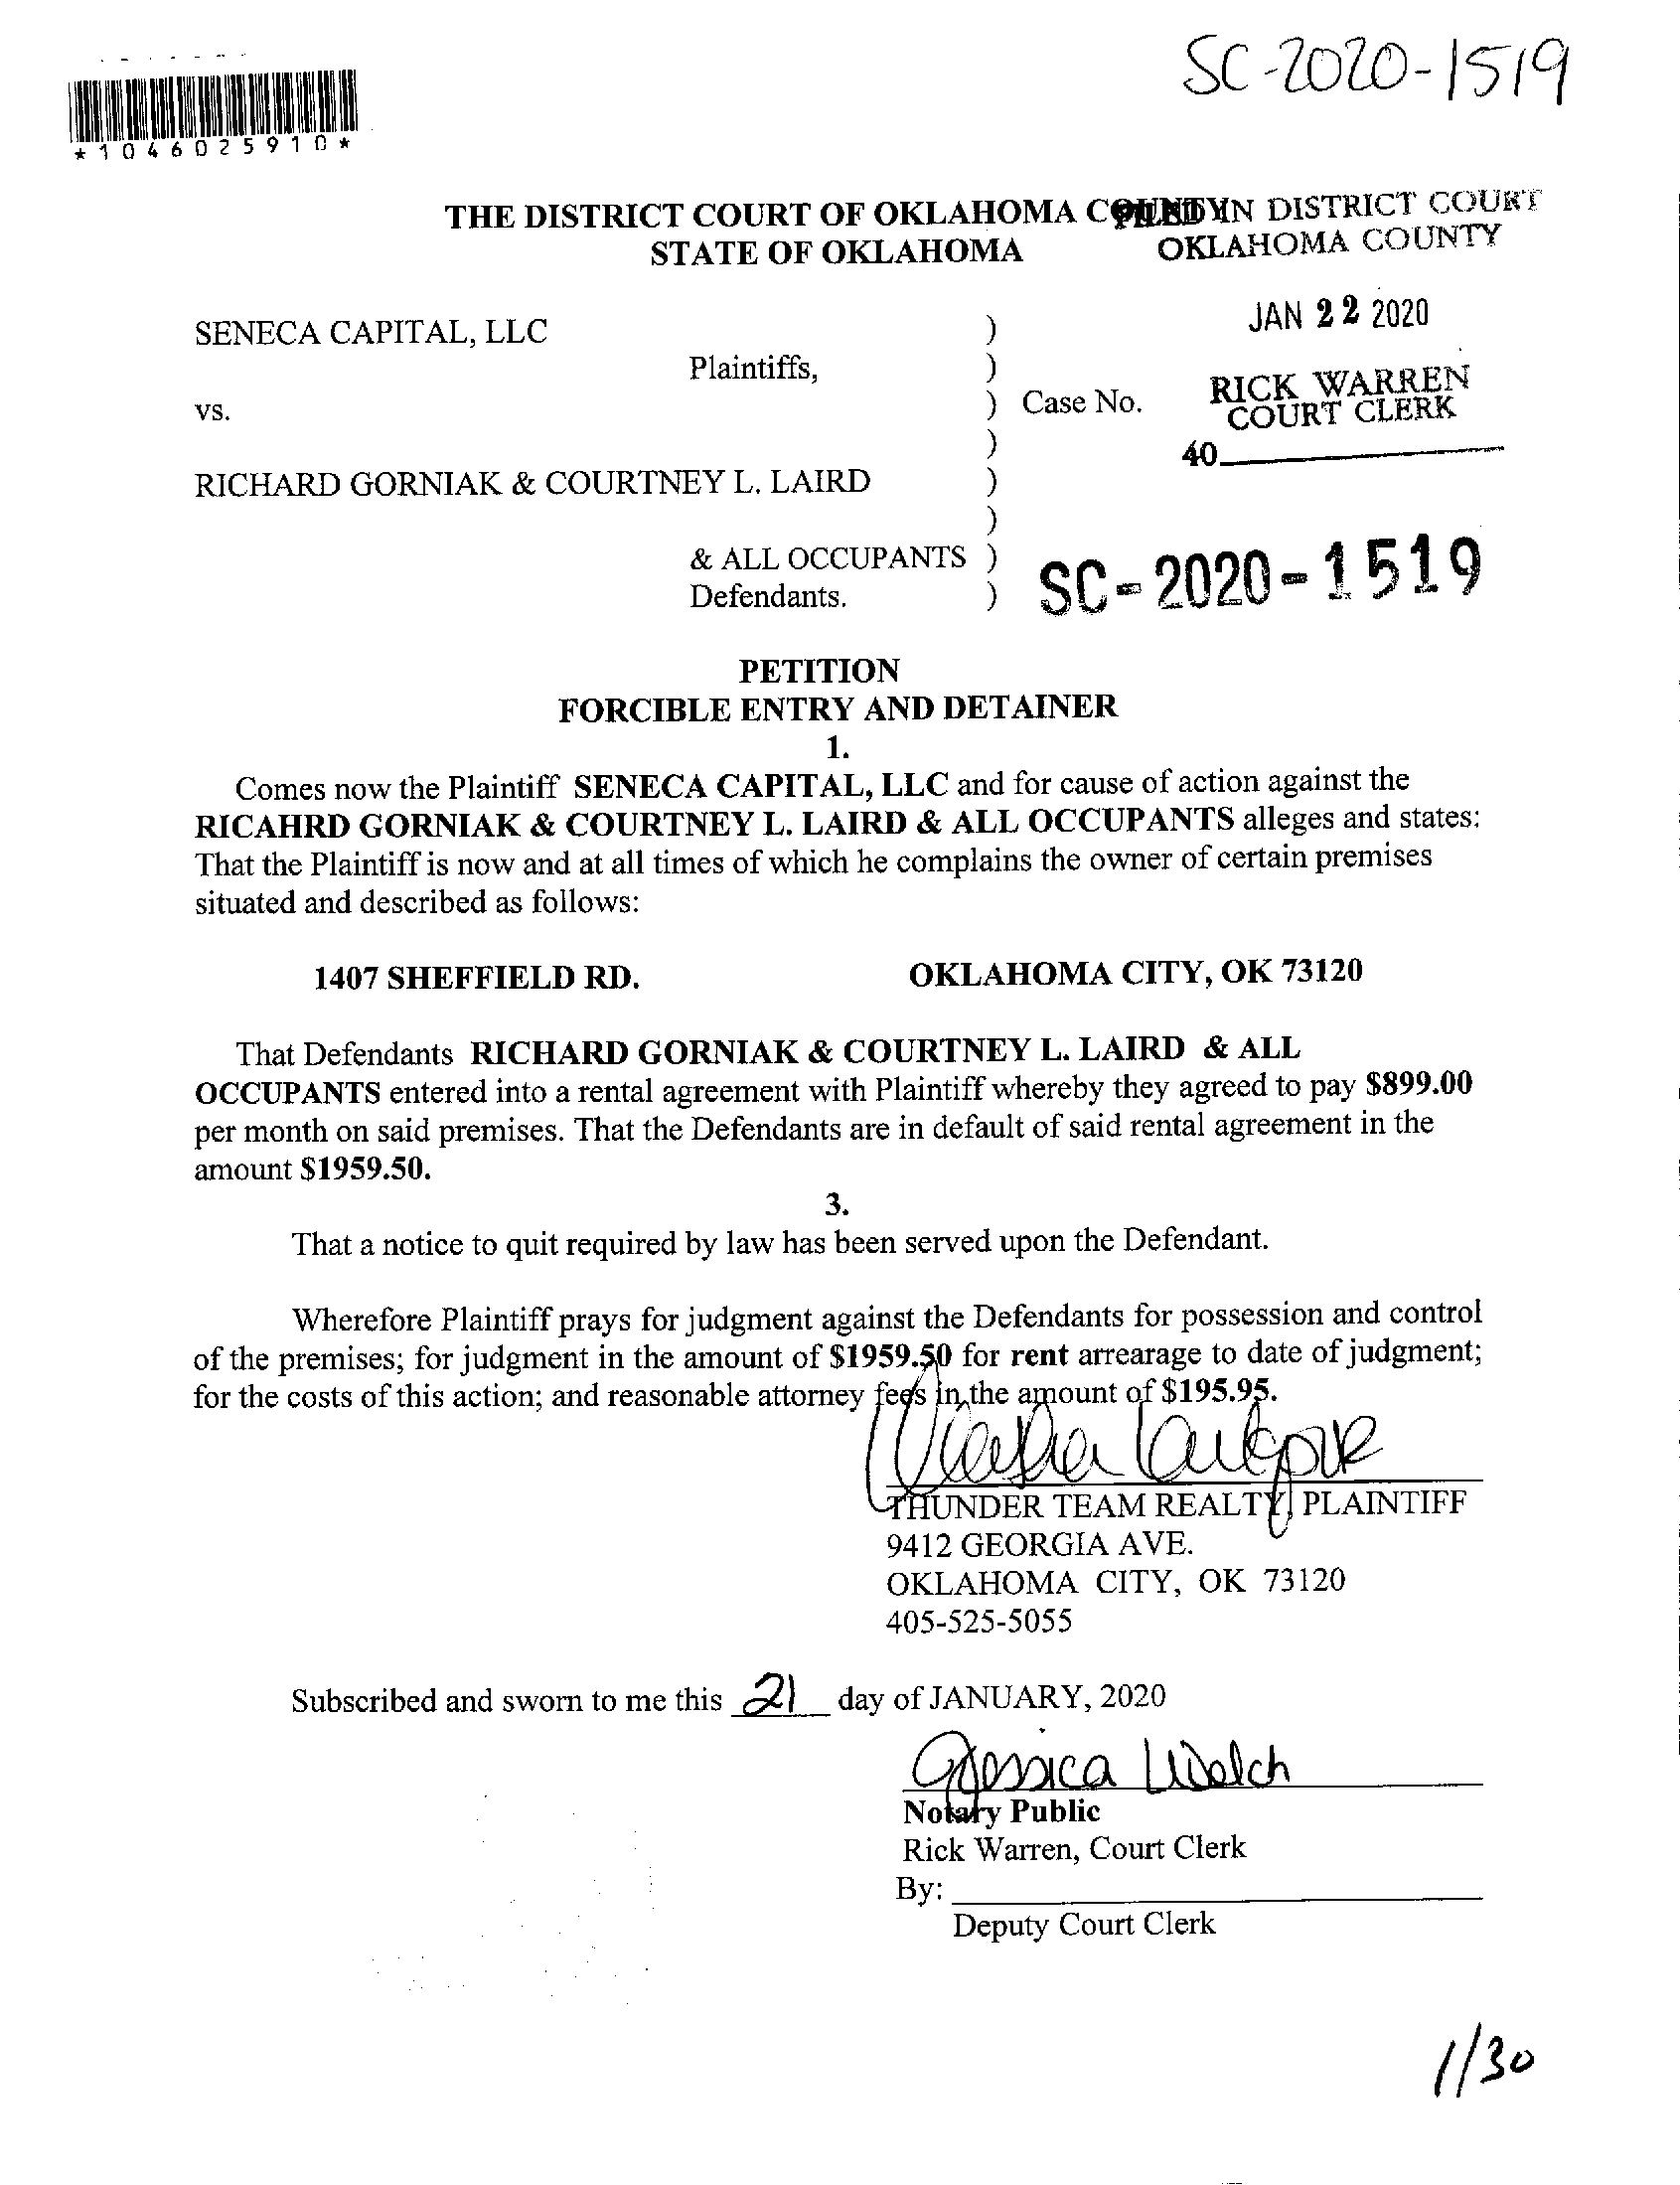 SC-2020-1519
*1046025910*
THE DISTRICT COURT OF OKLAHOMA COUNTY
FILED IN DISTRICT COURT
STATE OF OKLAHOMA
OKLAHOMA COUNTY
JAN 22 2020
SENECA CAPITAL, LLC )
Plaintiffs, )
RICK WARREN
vs. ) Case No.
COURT CLERK
)
40
RICHARD GORNIAK & COURTNEY L. LAIRD )
)
& ALL OCCUPANTS )
Defendants. )
SC-2020-1519
PETITION
FORCIBLE ENTRY AND DETAINER
1.
Comes now the Plaintiff SENECA CAPITAL, LLC and for cause of action against the
RICAHRD GORNIAK & COURTNEY L. LAIRD & ALL OCCUPANTS alleges and states:
That the Plaintiff is now and at all times of which he complains the owner of certain premises
situated and described as follows:
1407 SHEFFIELD RD. OKLAHOMA CITY, OK 73120
That Defendants RICHARD GORNIAK & COURTNEY L. LAIRD & ALL
OCCUPANTS entered into a rental agreement with Plaintiff whereby they agreed to pay $899.00
per month on said premises. That the Defendants are in default of said rental agreement in the
amount $1959.50.
3.
That a notice to quit required by law has been served upon the Defendant.
Wherefore Plaintiff prays for judgment against the Defendants for possession and control
of the premises; for judgment in the amount of $1959.50 for rent arrearage to date of judgment;
for the costs of this action; and reasonable attorney fees in the amount of $195.95.
THUNDER TEAM REALTY, PLAINTIFF
9412 GEORGIA AVE.
OKLAHOMA CITY, OK 73120
405-525-5055
Subscribed and sworn to me this 21 day of JANUARY, 2020
Jessica Welch
Notary Public
Rick Warren, Court Clerk
By:
Deputy Court Clerk
1/30